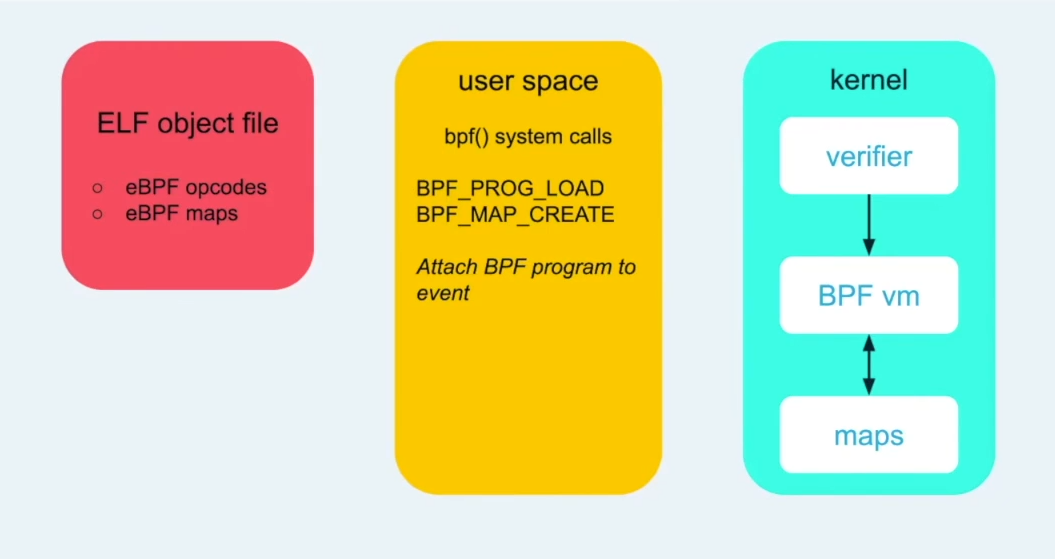 ELF object file
○ eBPF opcodes
○ eBPF maps
user space
bpf() system calls
BPF_PROG_LOAD
BPF_MAP_CREATE
Attach BPF program to
event
kernel
verifier
BPF vm
maps